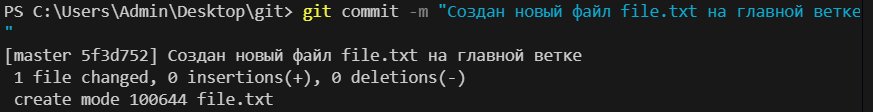 PS C:\Users\Admin\Desktop\git> git commit -m "Создан новый файл file.txt на главной ветке
"
[master 5f3d752] Создан новый файл file.txt на главной ветке
 1 file changed, 0 insertions(+), 0 deletions(-)
 create mode 100644 file.txt